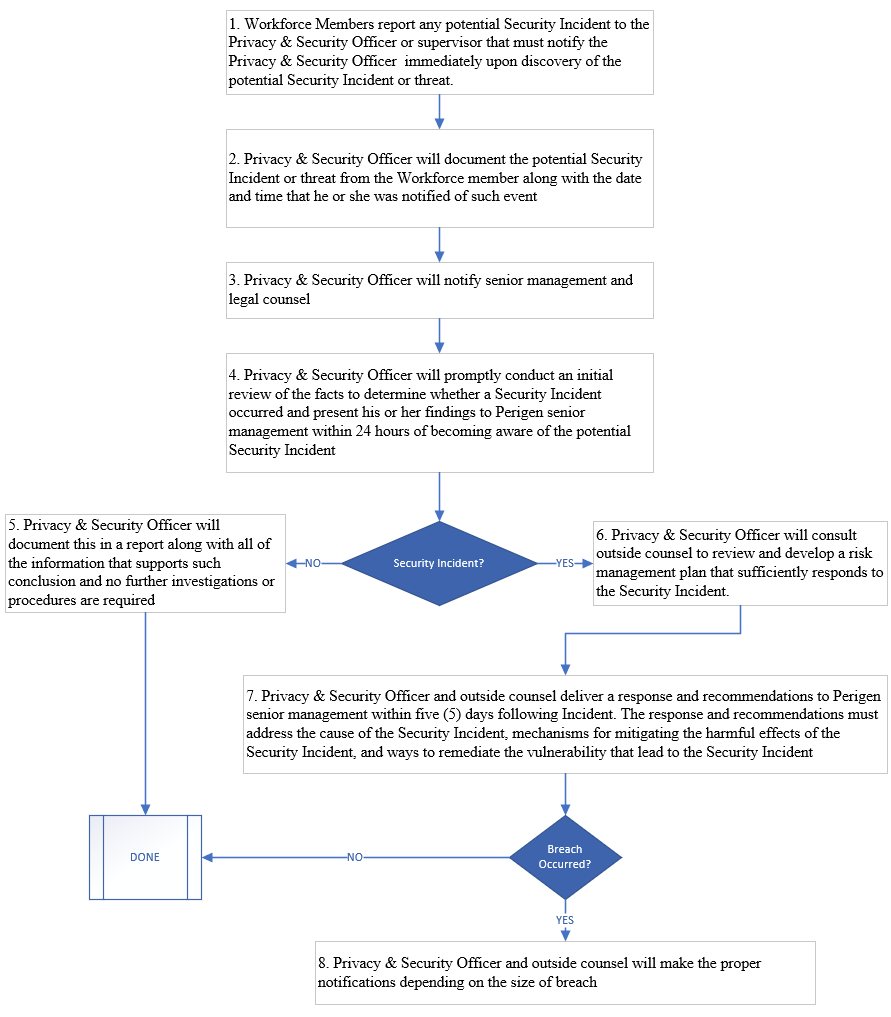 1. Workforce Members report any potential Security Incident to the
Privacy & Security Officer or supervisor that must notify the
Privacy & Security Officer  immediately upon discovery of the
potential Security Incident or threat.
2. Privacy & Security Officer will document the potential Security
Incident or threat from the Workforce member along with the date
and time that he or she was notified of such event
3. Privacy & Security Officer will notify senior management and
legal counsel
4. Privacy & Security Officer will promptly conduct an initial
review of the facts to determine whether a Security Incident
occurred and present his or her findings to Perigen senior
management within 24 hours of becoming aware of the potential
Security Incident
5. Privacy & Security Officer will
document this in a report along with all of
the information that supports such
conclusion and no further investigations or
procedures are required
NO
Security Incident?
YES
6. Privacy & Security Officer will consult
outside counsel to review and develop a risk
management plan that sufficiently responds to
the Security Incident.
7. Privacy & Security Officer and outside counsel deliver a response and recommendations to Perigen
senior management within five (5) days following Incident. The response and recommendations must
address the cause of the Security Incident, mechanisms for mitigating the harmful effects of the
Security Incident, and ways to remediate the vulnerability that lead to the Security Incident
DONE
NO
Breach
Occurred?
YES
8. Privacy & Security Officer and outside counsel will make the proper
notifications depending on the size of breach